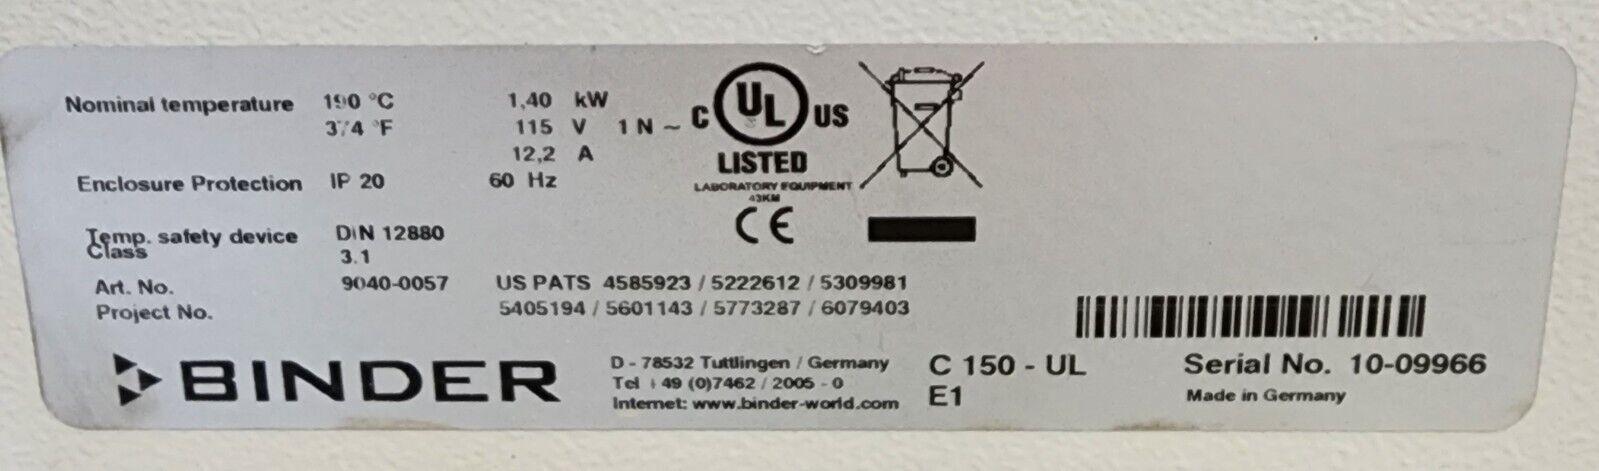 Nominal temperature 190 °C 1,40 kW
374 °F 115 V 1 N ~
12,2 A
Enclosure Protection IP 20 60 Hz
Temp. safety device DIN 12880
Class 3.1
Art. No. 9040-0057 US PATS 4585923 / 5222612 / 5309981
Project No. 5405194 / 5601143 / 5773287 / 6079403
C UL US
LISTED
LABORATORY EQUIPMENT
43KM
CE
BINDER
D - 78532 Tuttlingen / Germany
Tel +49 (0)7462 / 2005 - 0
Internet: www.binder-world.com
C 150 - UL
E1
Serial No. 10-09966
Made in Germany